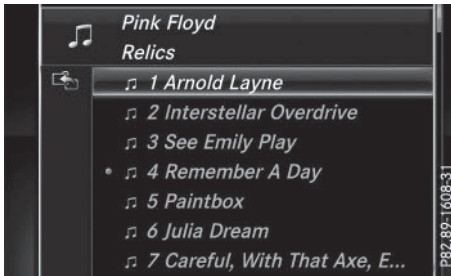 Pink Floyd
Relics
1 Arnold Layne
2 Interstellar Overdrive
3 See Emily Play
4 Remember A Day
5 Paintbox
6 Julia Dream
7 Careful, With That Axe, E...
P82.89-1608-31